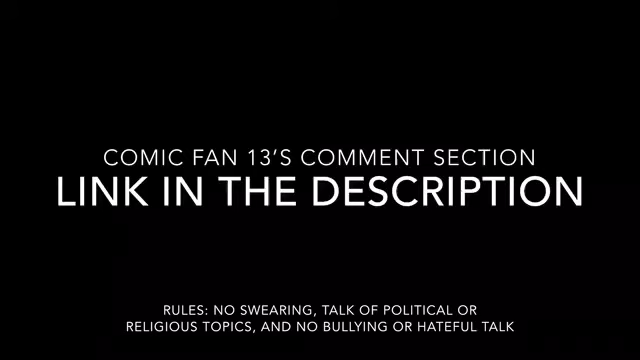 COMIC FAN 13’S COMMENT SECTION
LINK IN THE DESCRIPTION
RULES: NO SWEARING, TALK OF POLITICAL OR
RELIGIOUS TOPICS, AND NO BULLYING OR HATEFUL TALK